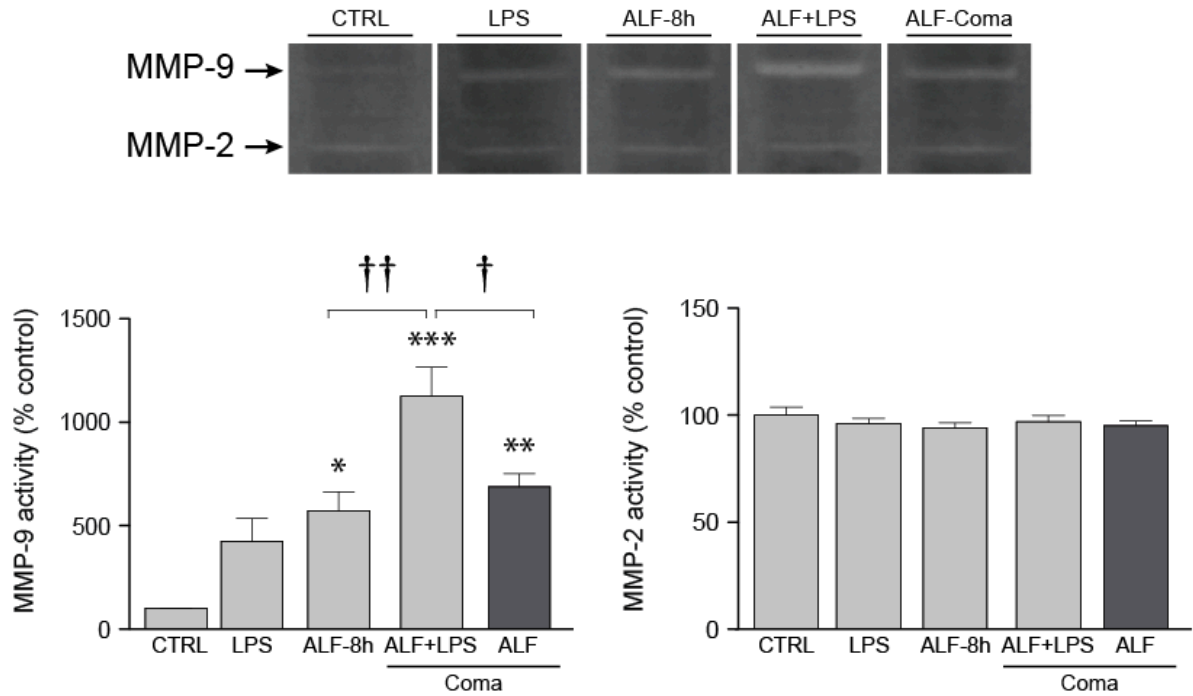 CTRL LPS ALF-8h ALF+LPS ALF-Coma
MMP-9
MMP-2
†† †
MMP-9 activity (% control)
1500
1000
500
0
*
***
**
CTRL LPS ALF-8h ALF+LPS ALF
Coma
MMP-2 activity (% control)
150
100
50
0
CTRL LPS ALF-8h ALF+LPS ALF
Coma